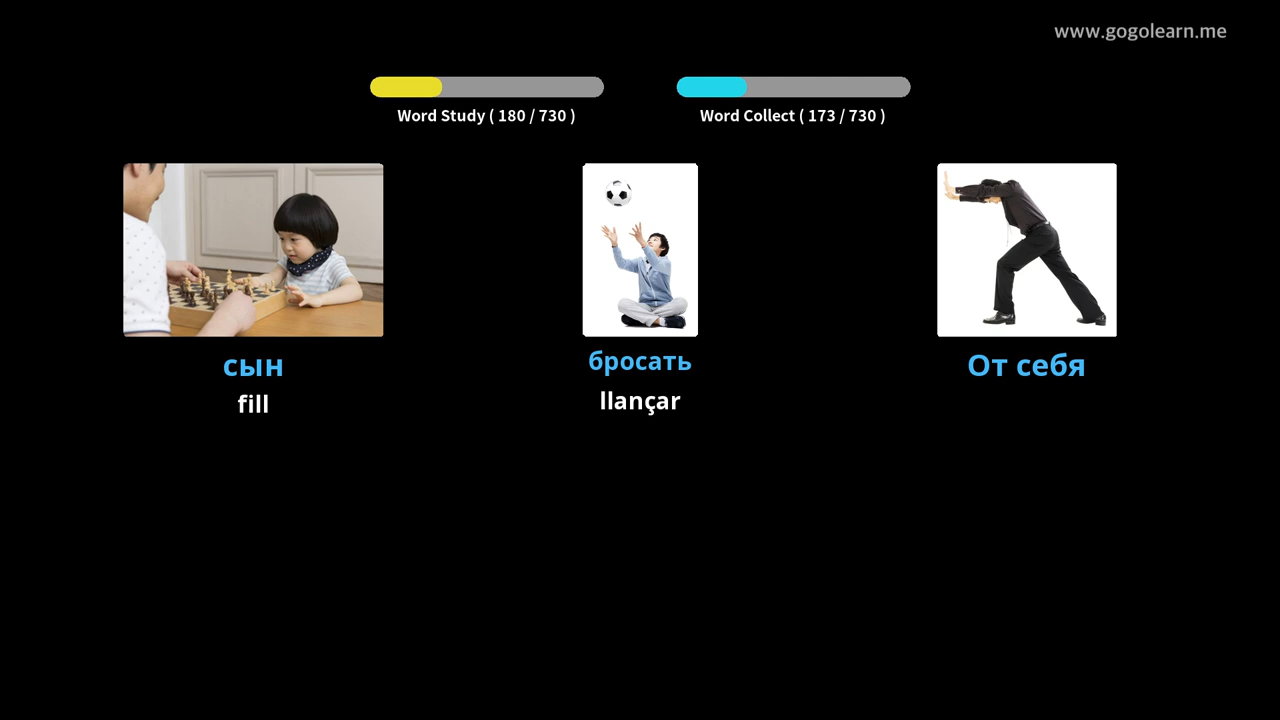 www.gogolearn.me
Word Study ( 180 / 730 )
Word Collect ( 173 / 730 )
сын
fill
бросать
llançar
От себя